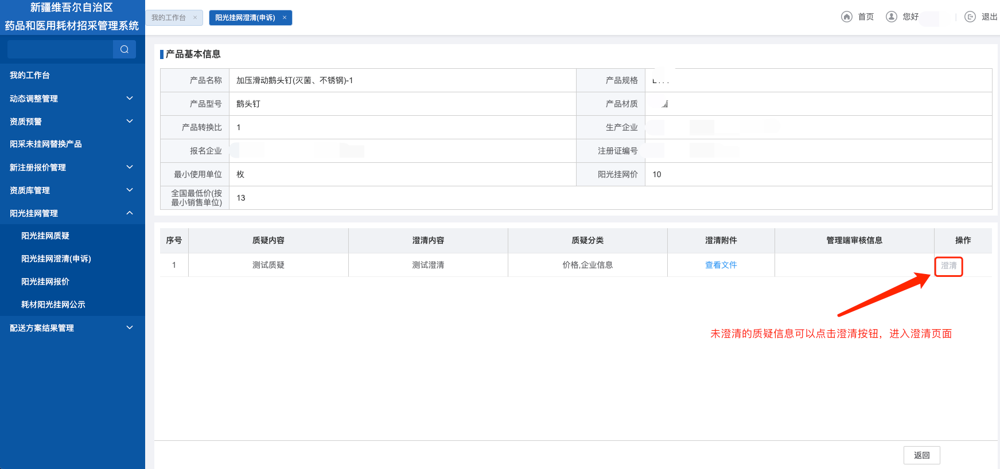 新疆维吾尔自治区
药品和医用耗材招采管理系统
我的工作台 ×
阳光挂网澄清(申诉) ×
首页
您好
退出
我的工作台
动态调整管理
资质预警
阳采未挂网替换产品
新注册报价管理
资质库管理
阳光挂网管理
阳光挂网质疑
阳光挂网澄清(申诉)
阳光挂网报价
耗材阳光挂网公示
配送方案结果管理
产品基本信息
产品名称 加压滑动鹅头钉(灭菌、不锈钢)-1 产品规格
产品型号 鹅头钉 产品材质
产品转换比 1 生产企业
报名企业 注册证编号
最小使用单位 枚 阳光挂网价 10
全国最低价(按
最小销售单位) 13
序号 质疑内容 澄清内容 质疑分类 澄清附件 管理端审核信息 操作
1 测试质疑 测试澄清 价格,企业信息 查看文件 澄清
未澄清的质疑信息可以点击澄清按钮，进入澄清页面
返回